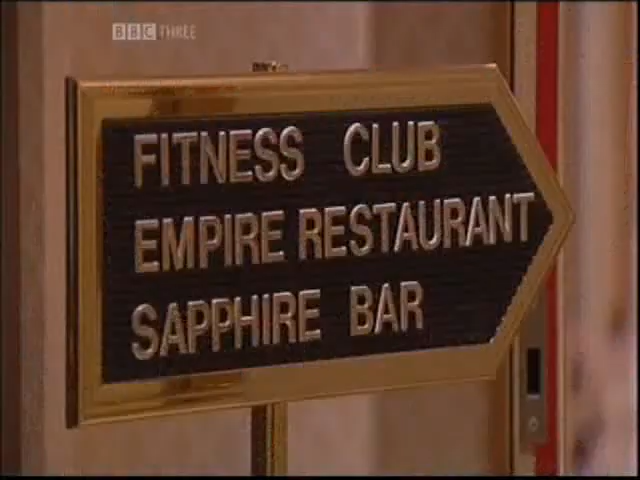 BBC THREE
FITNESS CLUB
EMPIRE RESTAURANT
SAPPHIRE BAR